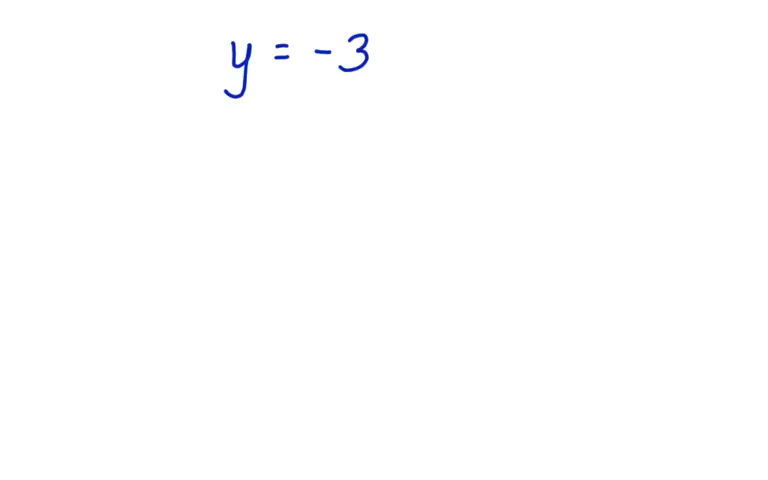 y = -3